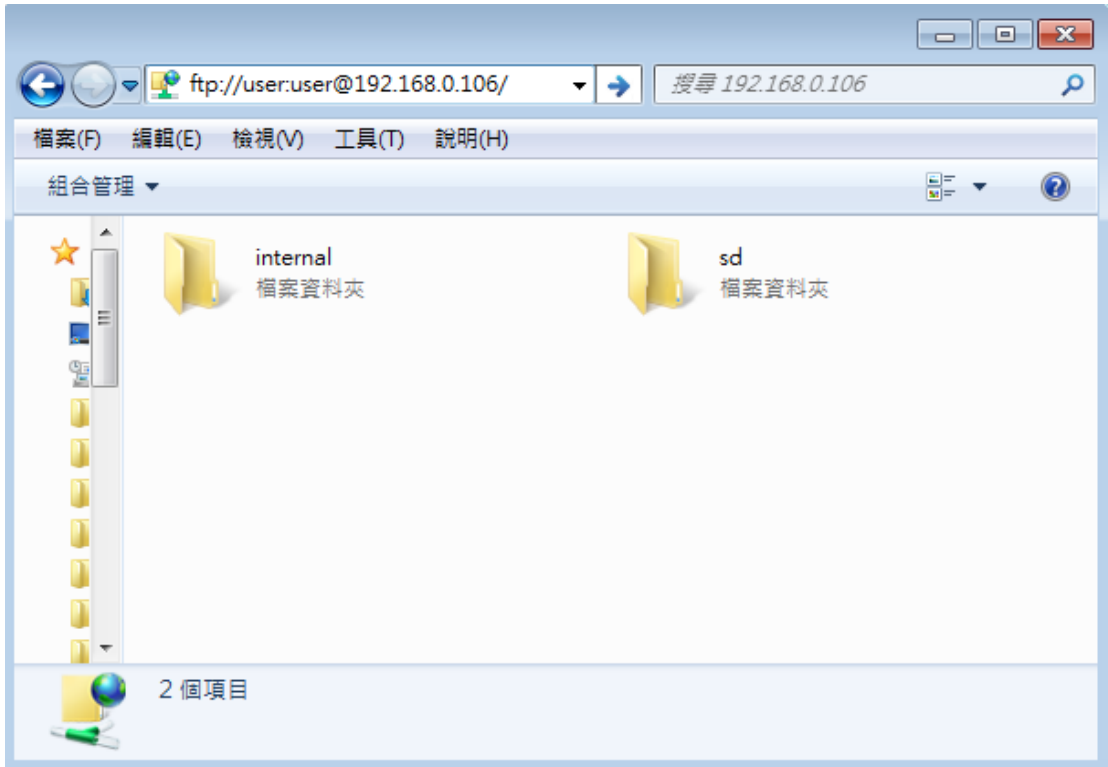 ftp://user:user@192.168.0.106/
搜尋 192.168.0.106
檔案(F) 編輯(E) 檢視(V) 工具(T) 說明(H)
組合管理
internal
檔案資料夾
sd
檔案資料夾
2 個項目